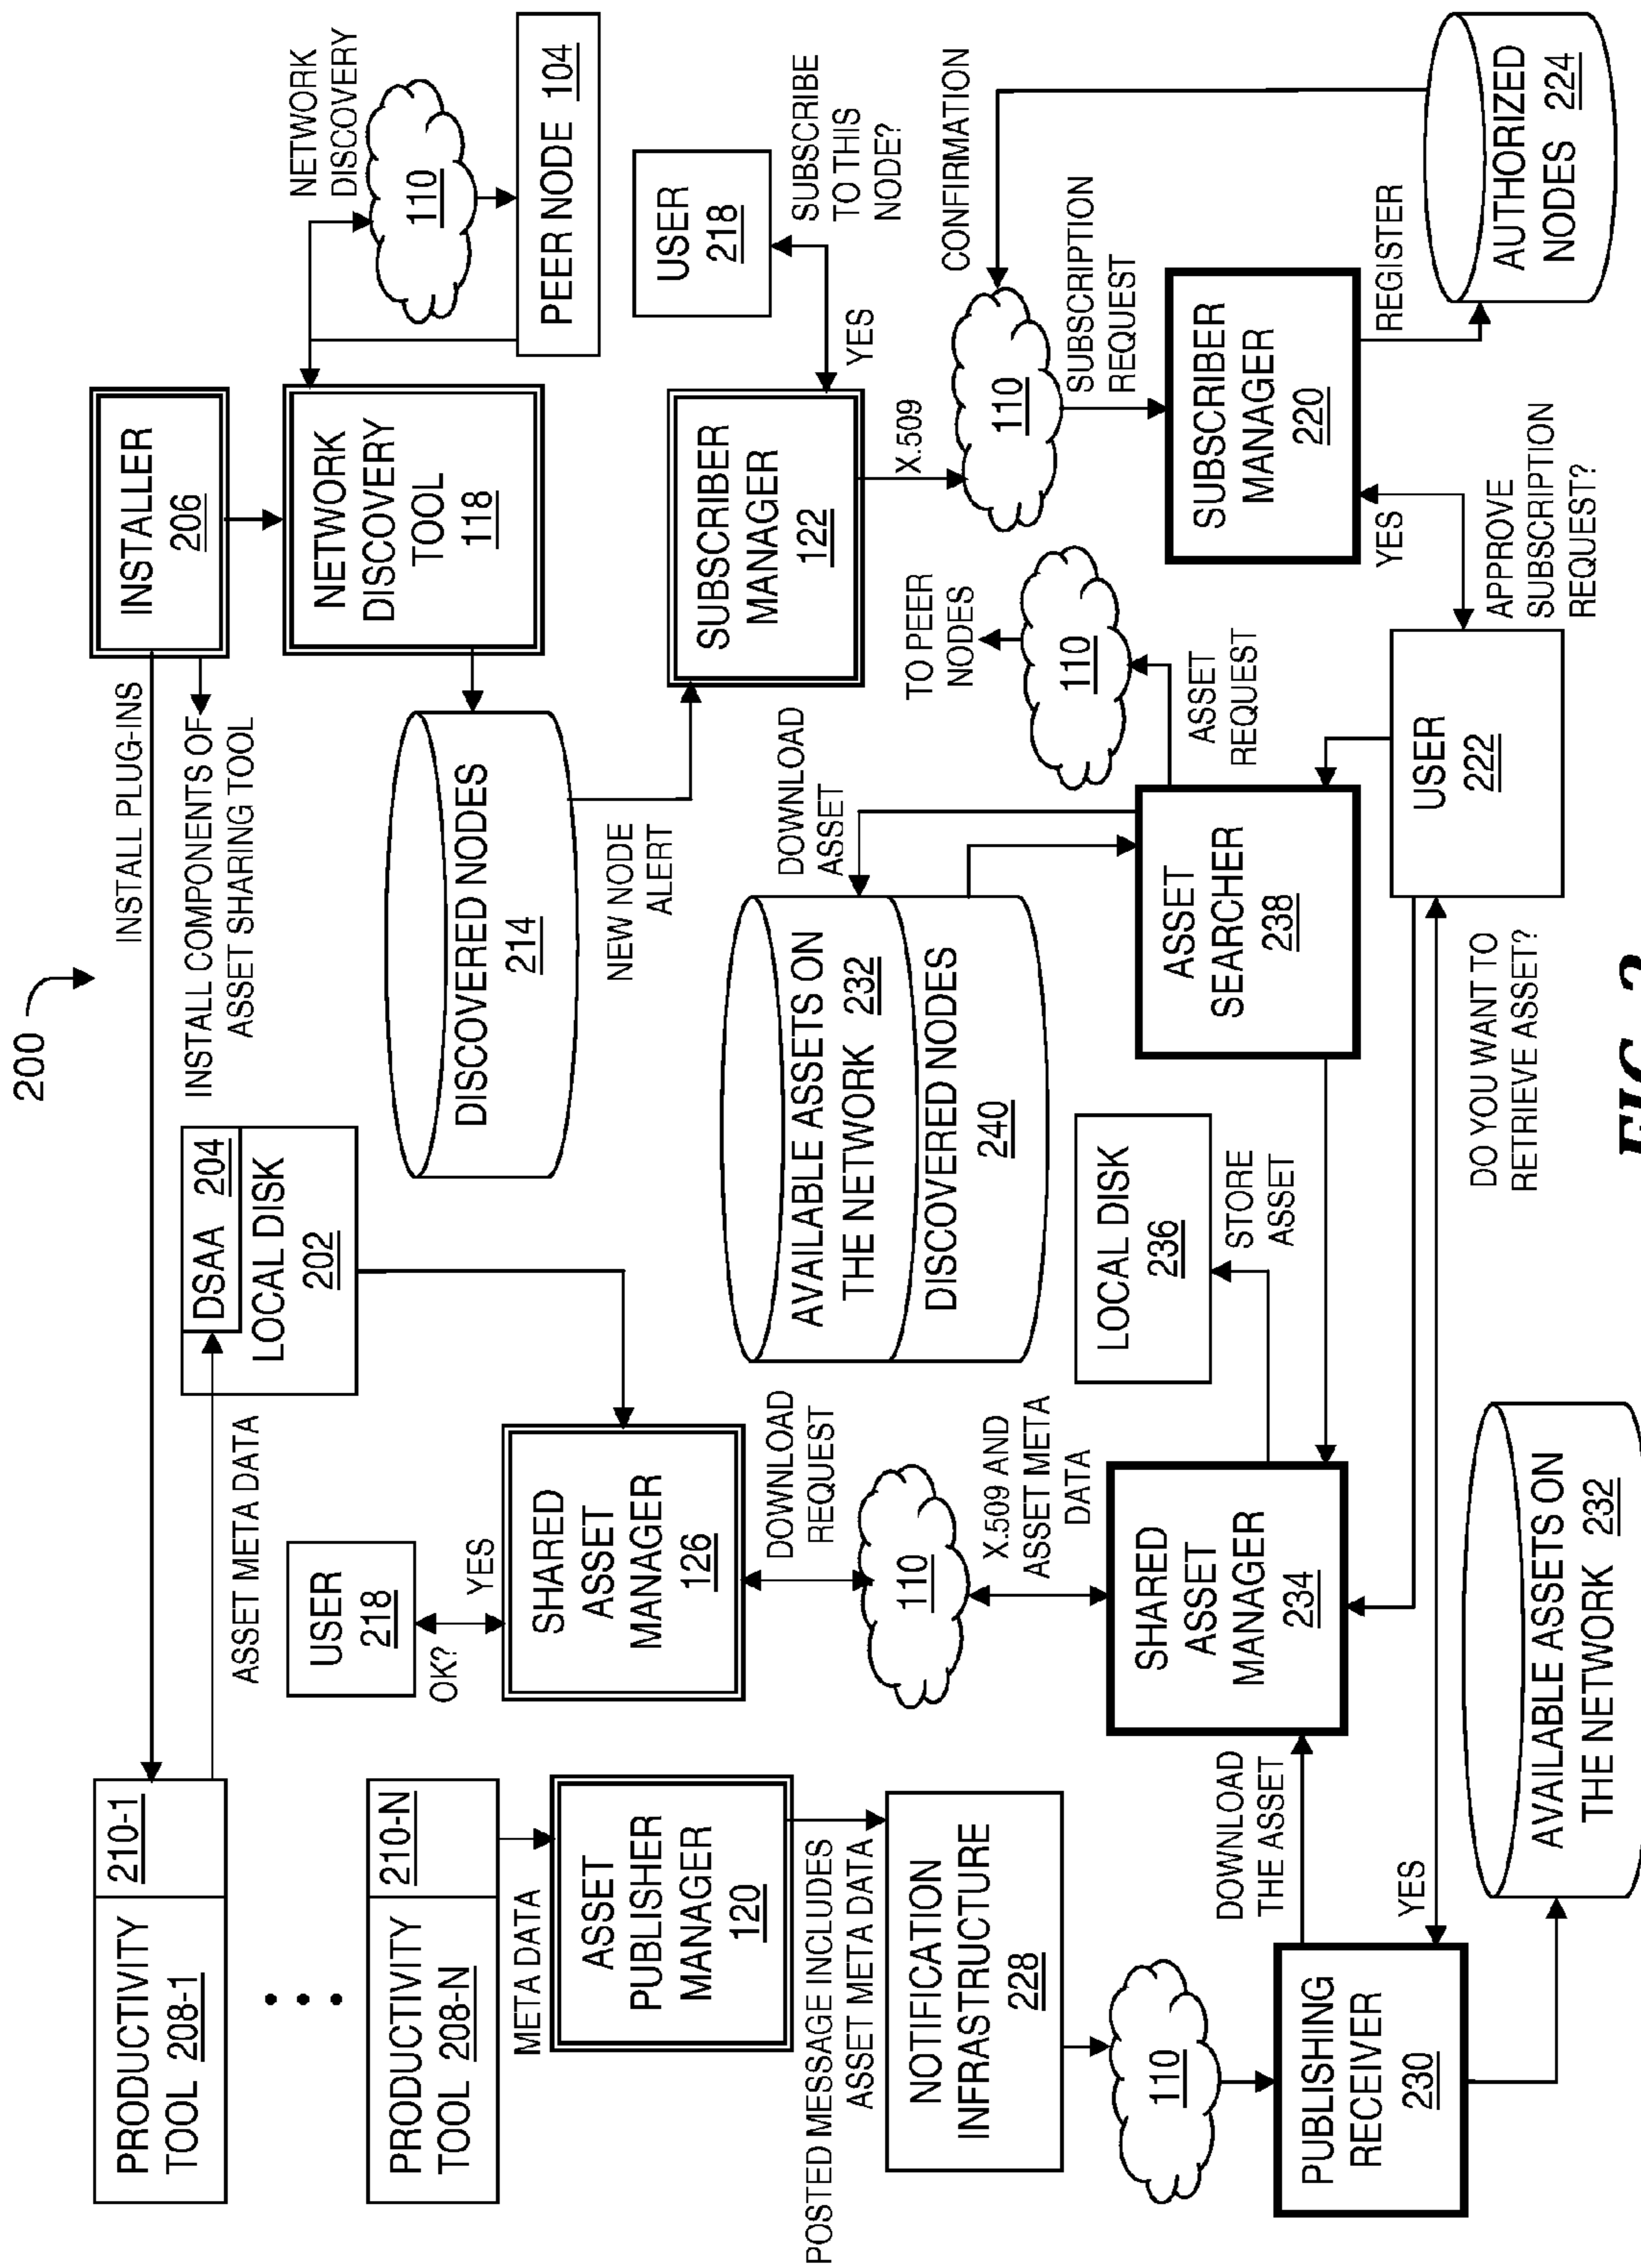 200
PRODUCTIVITY
TOOL 208-1
210-1
INSTALL PLUG-INS
INSTALLER
206
INSTALL COMPONENTS OF
ASSET SHARING TOOL
ASSET META DATA
DSAA 204
LOCAL DISK
202
NETWORK
DISCOVERY
TOOL
118
NETWORK
DISCOVERY
110
PEER NODE 104
PRODUCTIVITY
TOOL 208-N
210-N
META DATA
USER
218
OK?
YES
DISCOVERED NODES
214
NEW NODE
ALERT
ASSET
PUBLISHER
MANAGER
120
SHARED
ASSET
MANAGER
126
SUBSCRIBER
MANAGER
122
USER
218
SUBSCRIBE
TO THIS
NODE?
YES
X.509
POSTED MESSAGE INCLUDES
ASSET META DATA
DOWNLOAD
REQUEST
DOWNLOAD
ASSET
AVAILABLE ASSETS ON
THE NETWORK 232
DISCOVERED NODES
240
TO PEER
NODES
110
CONFIRMATION
110
SUBSCRIPTION
REQUEST
NOTIFICATION
INFRASTRUCTURE
228
110
X.509 AND
ASSET META
DATA
LOCAL DISK
236
STORE
ASSET
ASSET
REQUEST
110
DOWNLOAD
THE ASSET
SHARED
ASSET
MANAGER
234
ASSET
SEARCHER
238
SUBSCRIBER
MANAGER
220
REGISTER
AUTHORIZED
NODES 224
PUBLISHING
RECEIVER
230
YES
USER
222
YES
APPROVE
SUBSCRIPTION
REQUEST?
AVAILABLE ASSETS ON
THE NETWORK 232
DO YOU WANT TO
RETRIEVE ASSET?